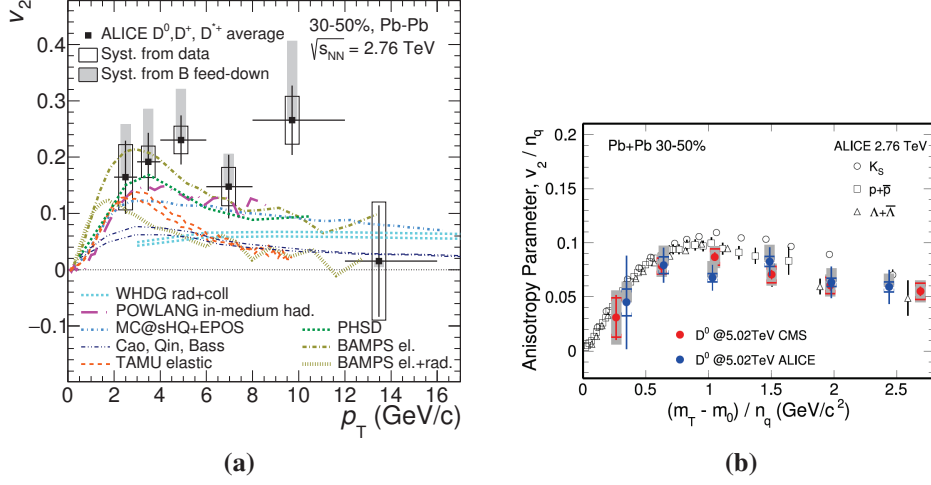 v2
0.4
0.3
0.2
0.1
0
−0.1
ALICE D0,D+, D*+ average
Syst. from data
Syst. from B feed-down
30-50%, Pb-Pb
√sNN = 2.76 TeV
WHDG rad+coll
POWLANG in-medium had.
MC@sHQ+EPOS
Cao, Qin, Bass
TAMU elastic
PHSD
BAMPS el.
BAMPS el.+rad.
0 2 4 6 8 10 12 14 16
pT (GeV/c)
(a)
Anisotropy Parameter, v2 / nq
0.2
0.15
0.1
0.05
0
Pb+Pb 30-50%
ALICE 2.76 TeV
KS
p+p̅
Λ+Λ̅
D0 @5.02TeV CMS
D0 @5.02TeV ALICE
0 0.5 1 1.5 2 2.5
(mT - m0) / nq (GeV/c2)
(b)